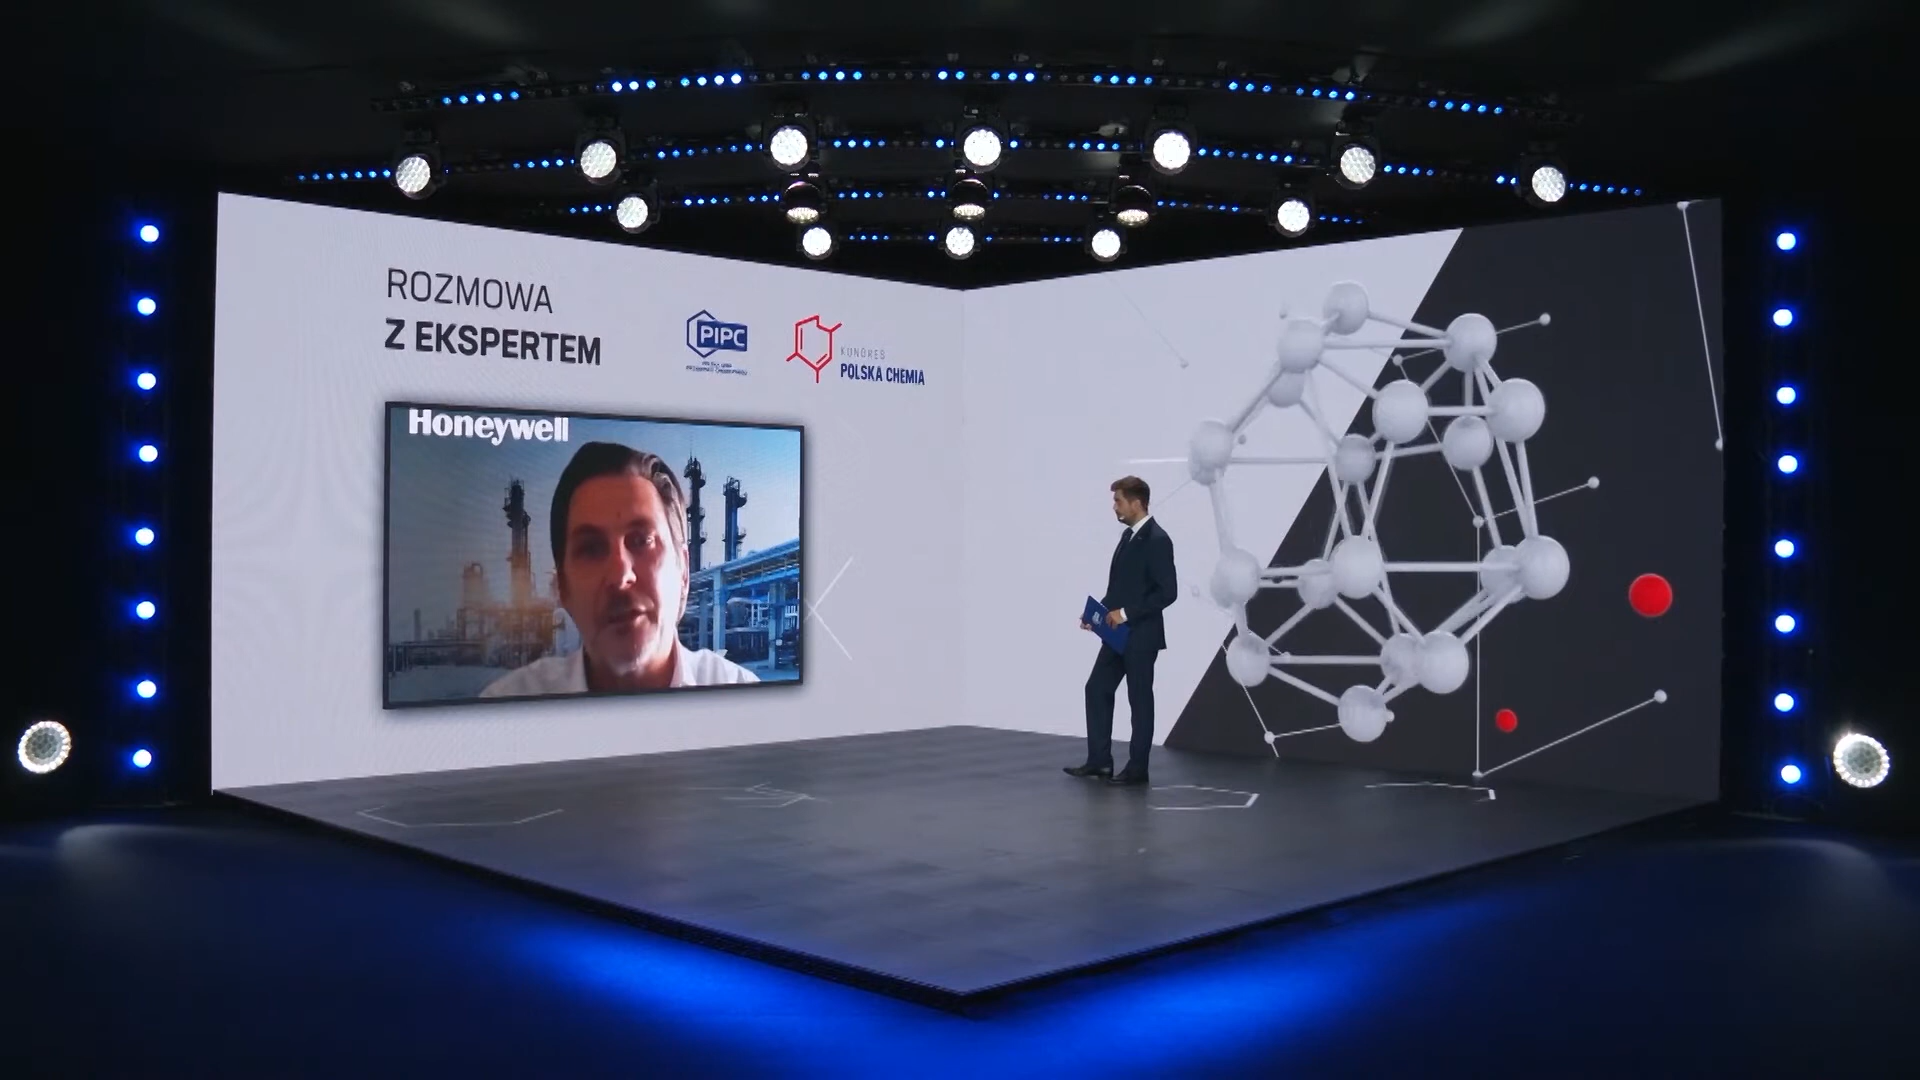 ROZMOWA
Z EKSPERTEM
PIPC
KONGRES
POLSKA CHEMIA
Honeywell